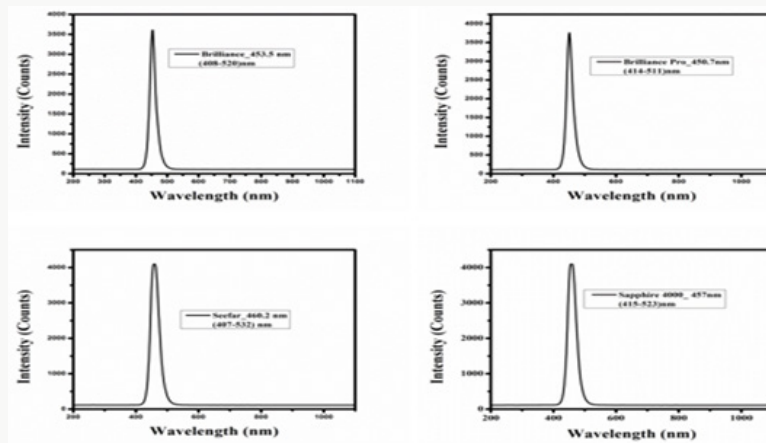 4000
3500
3000
2500
2000
1500
1000
500
0
Intensity (Counts)
Brilliance_453.5 nm
(408-520)nm
200 300 400 500 600 700 800 900 1000 1100
Wavelength (nm)
4000
3500
3000
2500
2000
1500
1000
500
0
Intensity (Counts)
Brilliance Pro_450.7nm
(414-511)nm
200 400 600 800 1000
Wavelength (nm)
4000
3000
2000
1000
0
Intensity (Counts)
Seefar_460.2 nm
(407-532) nm
200 400 600 800 1000
Wavelength (nm)
4000
3000
2000
1000
0
Intensity (Counts)
Sapphire 4000_ 457nm
(415-523)nm
200 400 600 800 1000
Wavelength (nm)